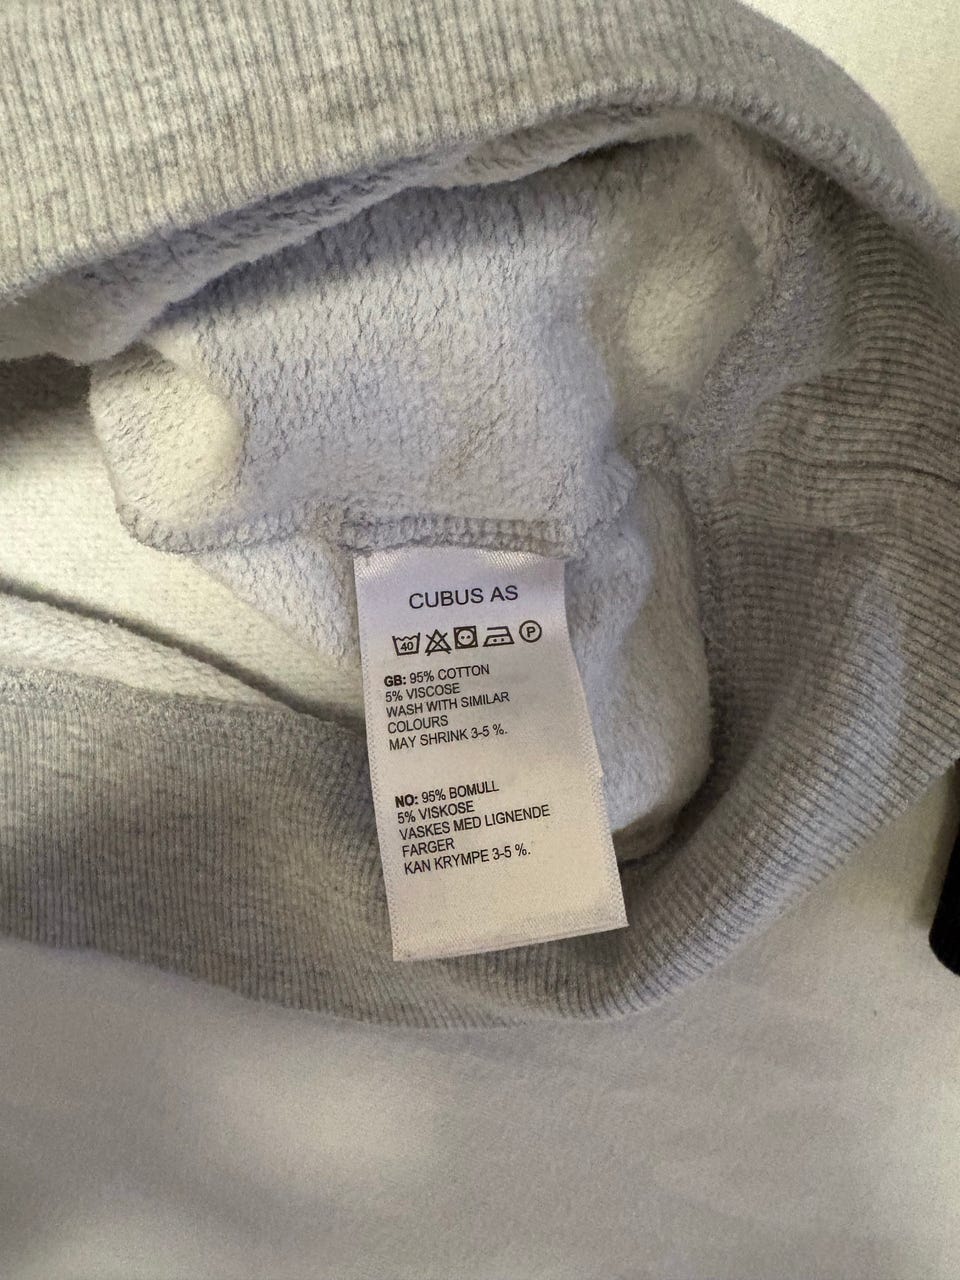 CUBUS AS
40 P
GB: 95% COTTON
5% VISCOSE
WASH WITH SIMILAR
COLOURS
MAY SHRINK 3-5 %.
NO: 95% BOMULL
5% VISKOSE
VASKES MED LIGNENDE
FARGER
KAN KRYMPE 3-5 %.